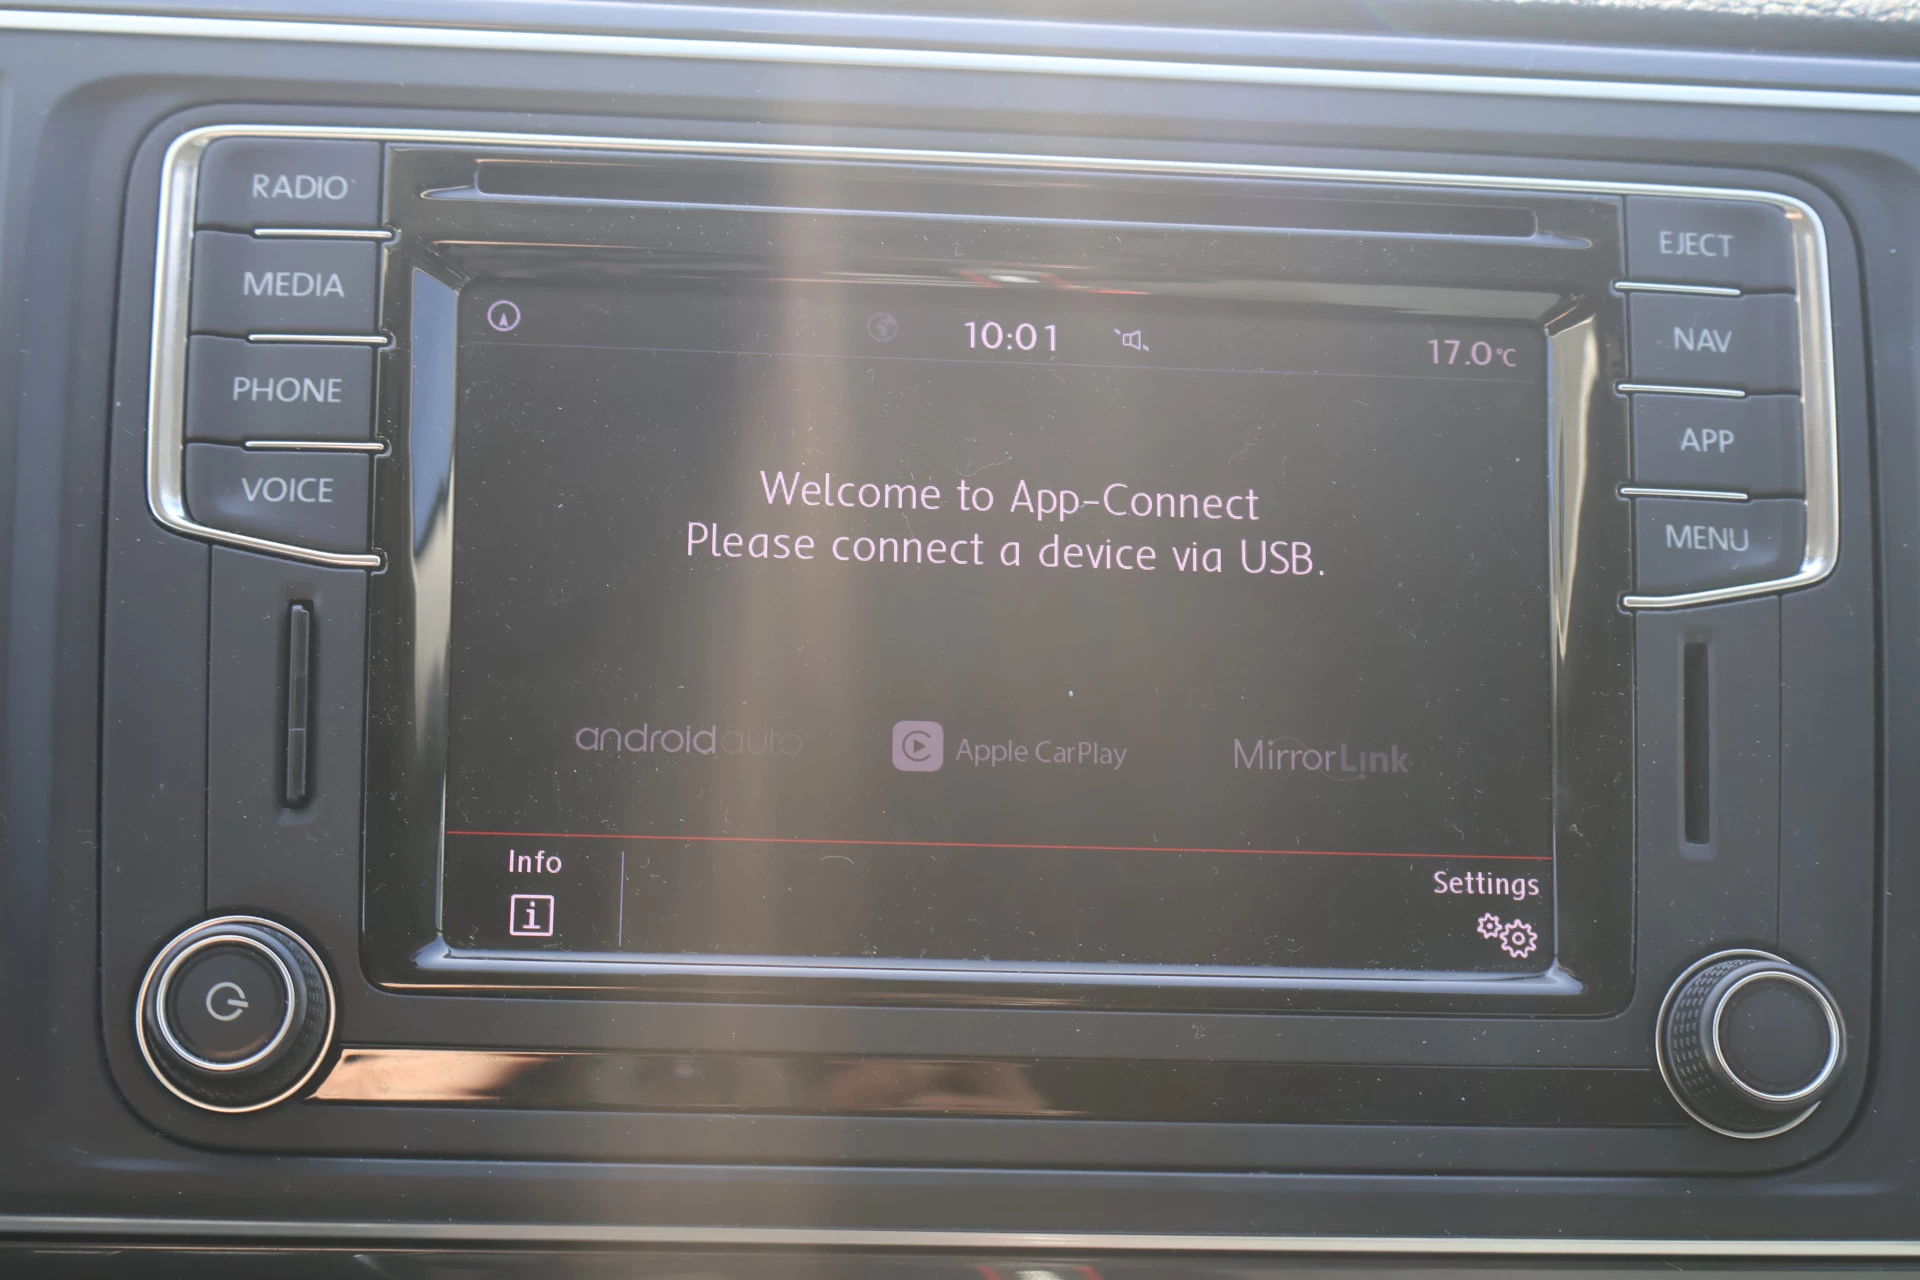 RADIO
MEDIA
PHONE
VOICE
EJECT
NAV
APP
MENU
10:01
17.0°C
Welcome to App-Connect
Please connect a device via USB.
androidauto
Apple CarPlay
MirrorLink
Info
i
Settings